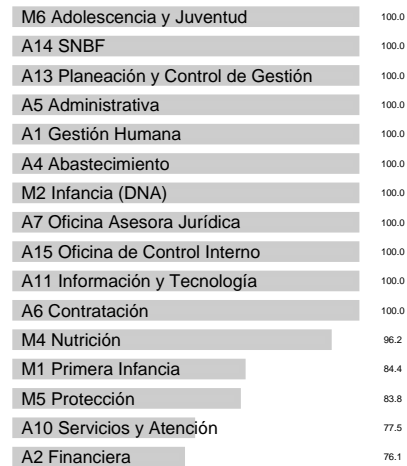 M6 Adolescencia y Juventud 100.0
A14 SNBF 100.0
A13 Planeación y Control de Gestión 100.0
A5 Administrativa 100.0
A1 Gestión Humana 100.0
A4 Abastecimiento 100.0
M2 Infancia (DNA) 100.0
A7 Oficina Asesora Jurídica 100.0
A15 Oficina de Control Interno 100.0
A11 Información y Tecnología 100.0
A6 Contratación 100.0
M4 Nutrición 96.2
M1 Primera Infancia 84.4
M5 Protección 83.8
A10 Servicios y Atención 77.5
A2 Financiera 76.1